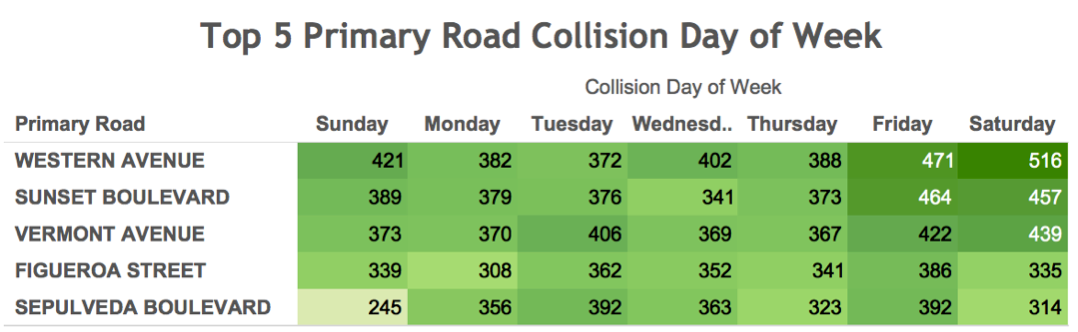 Top 5 Primary Road Collision Day of Week
Collision Day of Week
Primary Road Sunday Monday Tuesday Wednesd.. Thursday Friday Saturday
WESTERN AVENUE 421 382 372 402 388 471 516
SUNSET BOULEVARD 389 379 376 341 373 464 457
VERMONT AVENUE 373 370 406 369 367 422 439
FIGUEROA STREET 339 308 362 352 341 386 335
SEPULVEDA BOULEVARD 245 356 392 363 323 392 314